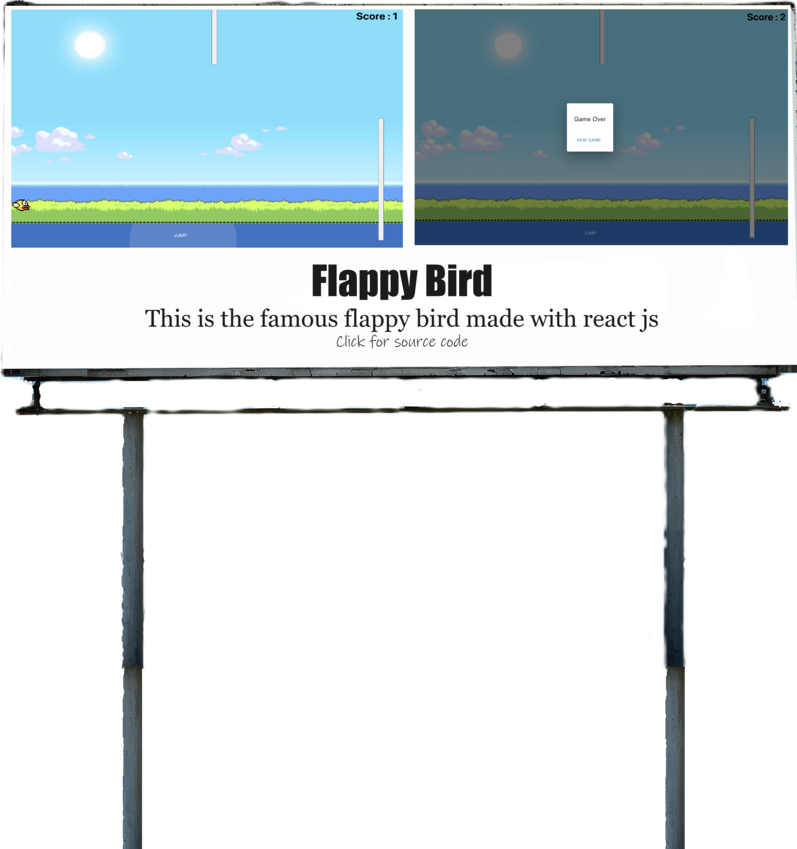 Score : 1
JUMP
Score : 2
Game Over
NEW GAME
JUMP
Flappy Bird
This is the famous flappy bird made with react js
Click for source code